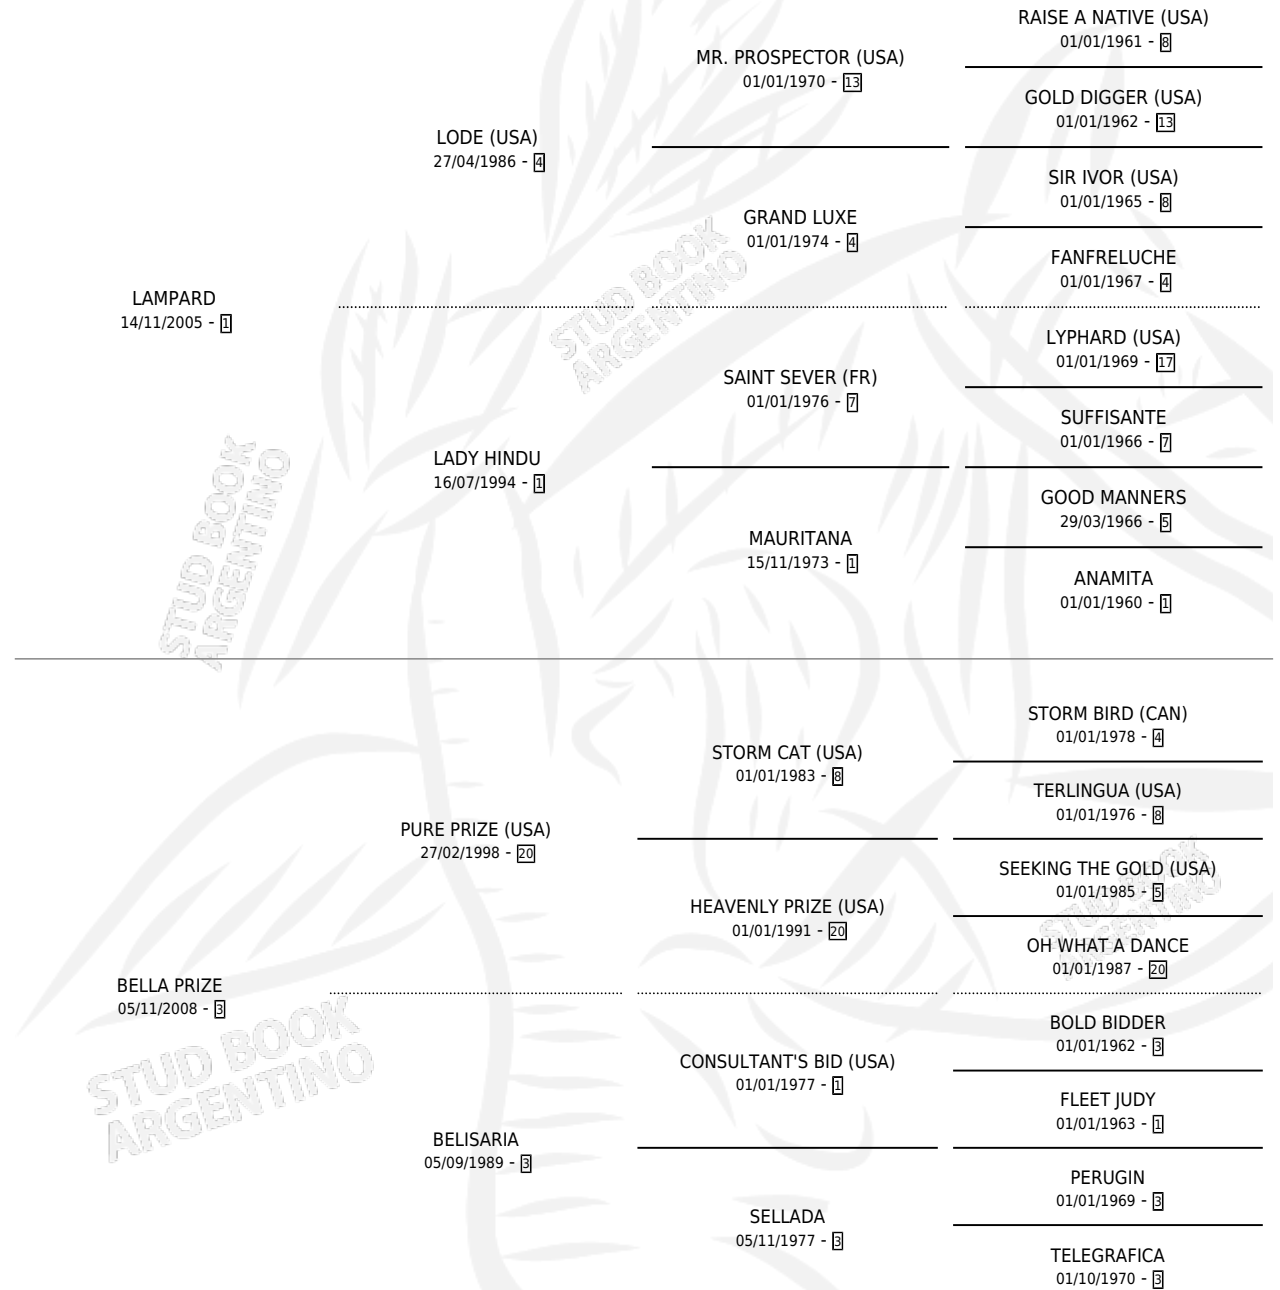 RAISE A NATIVE (USA)
01/01/1961 - 8
MR. PROSPECTOR (USA)
01/01/1970 - 13
GOLD DIGGER (USA)
01/01/1962 - 13
LODE (USA)
27/04/1986 - 4
SIR IVOR (USA)
01/01/1965 - 8
GRAND LUXE
01/01/1974 - 4
FANFRELUCHE
01/01/1967 - 4
LAMPARD
14/11/2005 - 1
LYPHARD (USA)
01/01/1969 - 17
SAINT SEVER (FR)
01/01/1976 - 7
SUFFISANTE
01/01/1966 - 7
LADY HINDU
16/07/1994 - 1
GOOD MANNERS
29/03/1966 - 5
MAURITANA
15/11/1973 - 1
ANAMITA
01/01/1960 - 1
STUD BOOK
ARGENTINO
STUD BOOK
ARGENTINO
STORM BIRD (CAN)
01/01/1978 - 4
STORM CAT (USA)
01/01/1983 - 8
TERLINGUA (USA)
01/01/1976 - 8
PURE PRIZE (USA)
27/02/1998 - 20
SEEKING THE GOLD (USA)
01/01/1985 - 5
HEAVENLY PRIZE (USA)
01/01/1991 - 20
OH WHAT A DANCE
01/01/1987 - 20
STUD BOOK
ARGENTINO
BELLA PRIZE
05/11/2008 - 3
BOLD BIDDER
01/01/1962 - 3
CONSULTANT'S BID (USA)
01/01/1977 - 1
FLEET JUDY
01/01/1963 - 1
BELISARIA
05/09/1989 - 3
PERUGIN
01/01/1969 - 3
SELLADA
05/11/1977 - 3
TELEGRAFICA
01/10/1970 - 3
STUD BOOK
ARGENTINO